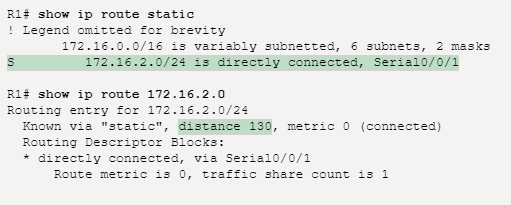 R1# show ip route static
! Legend omitted for brevity
172.16.0.0/16 is variably subnetted, 6 subnets, 2 masks
S 172.16.2.0/24 is directly connected, Serial0/0/1
R1# show ip route 172.16.2.0
Routing entry for 172.16.2.0/24
Known via "static", distance 130, metric 0 (connected)
Routing Descriptor Blocks:
* directly connected, via Serial0/0/1
Route metric is 0, traffic share count is 1